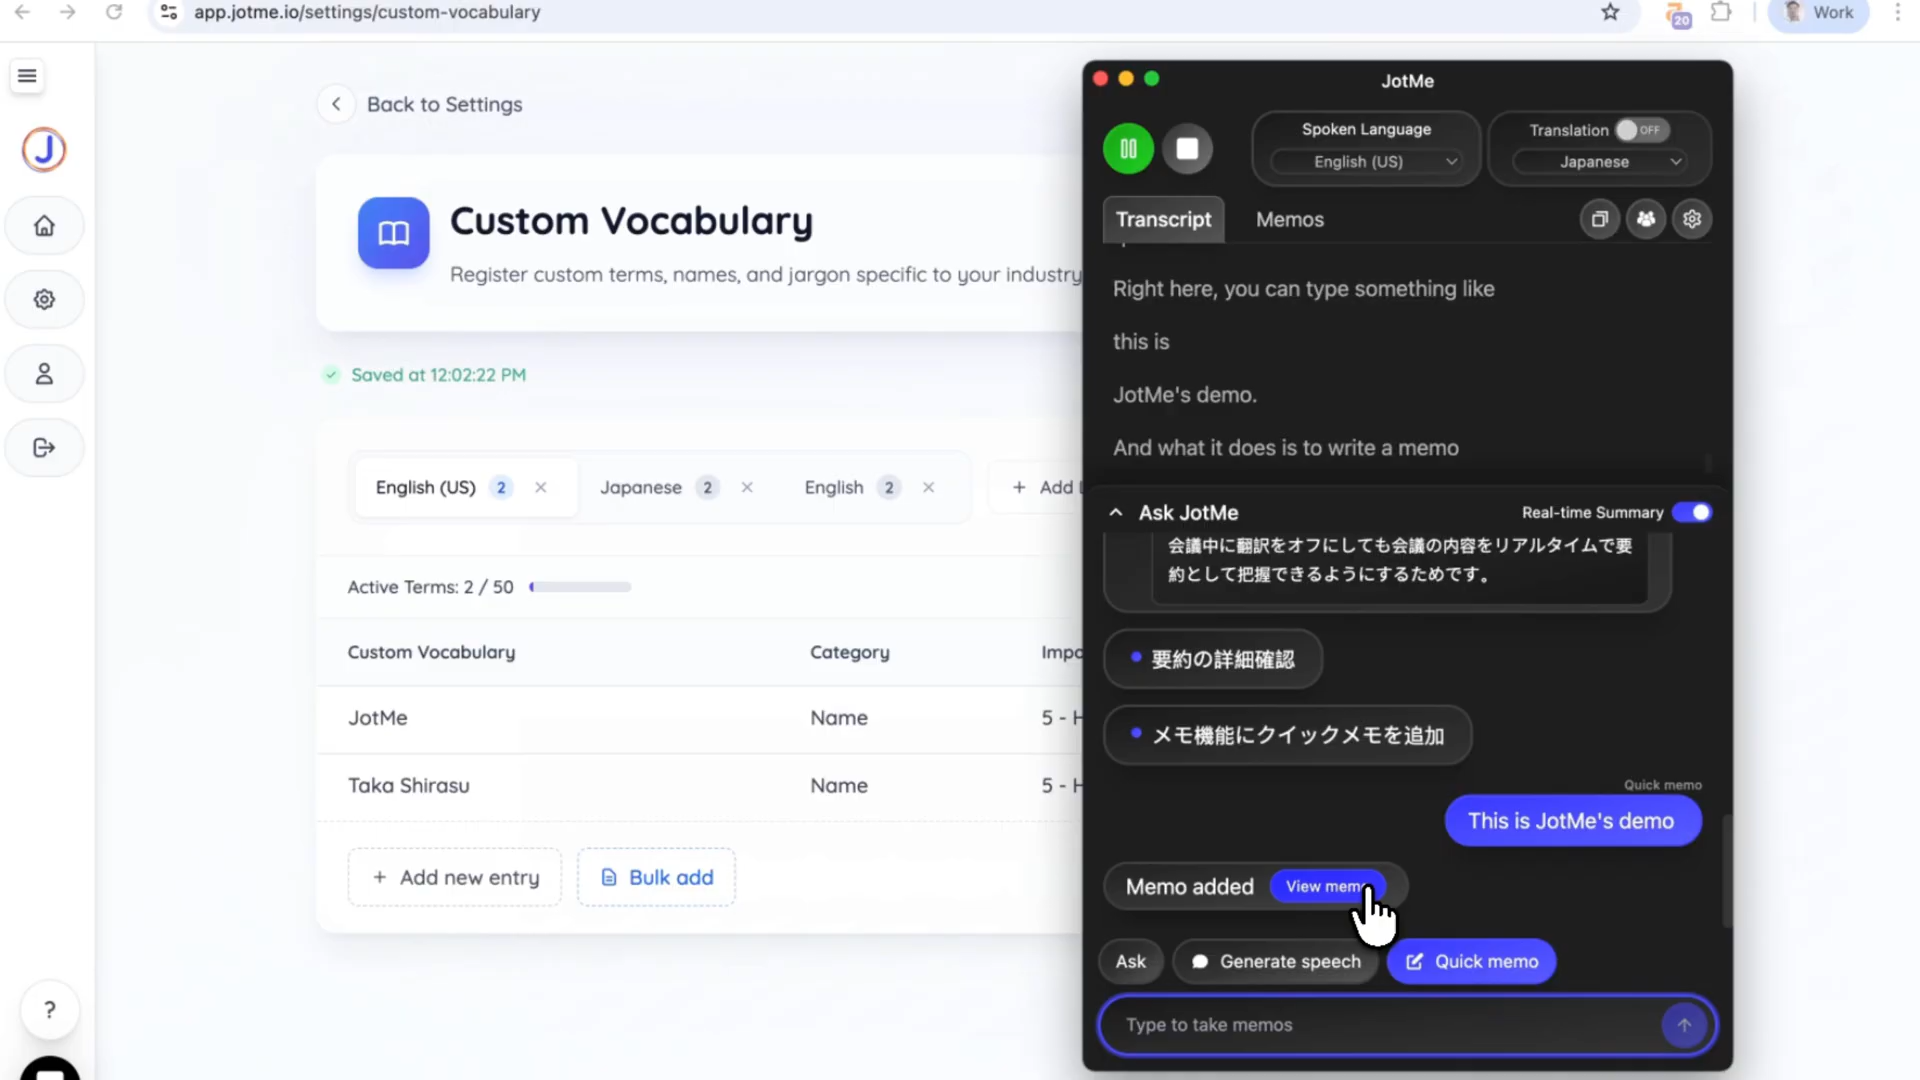 app.jotme.io/settings/custom-vocabulary
20
Work
J
Back to Settings
Custom Vocabulary
Register custom terms, names, and jargon specific to your industry
Saved at 12:02:22 PM
English (US) 2
Japanese 2
English 2
+ Add
Active Terms: 2 / 50
Custom Vocabulary Category Impo
JotMe Name 5 - H
Taka Shirasu Name 5 - H
+ Add new entry
Bulk add
?
JotMe
Spoken Language
English (US)
Translation OFF
Japanese
Transcript
Memos
Right here, you can type something like
this is
JotMe's demo.
And what it does is to write a memo
Ask JotMe
Real-time Summary
会議中に翻訳をオフにしても会議の内容をリアルタイムで要
約として把握できるようにするためです。
要約の詳細確認
メモ機能にクイックメモを追加
Quick memo
This is JotMe's demo
Memo added
View mem
Ask
Generate speech
Quick memo
Type to take memos